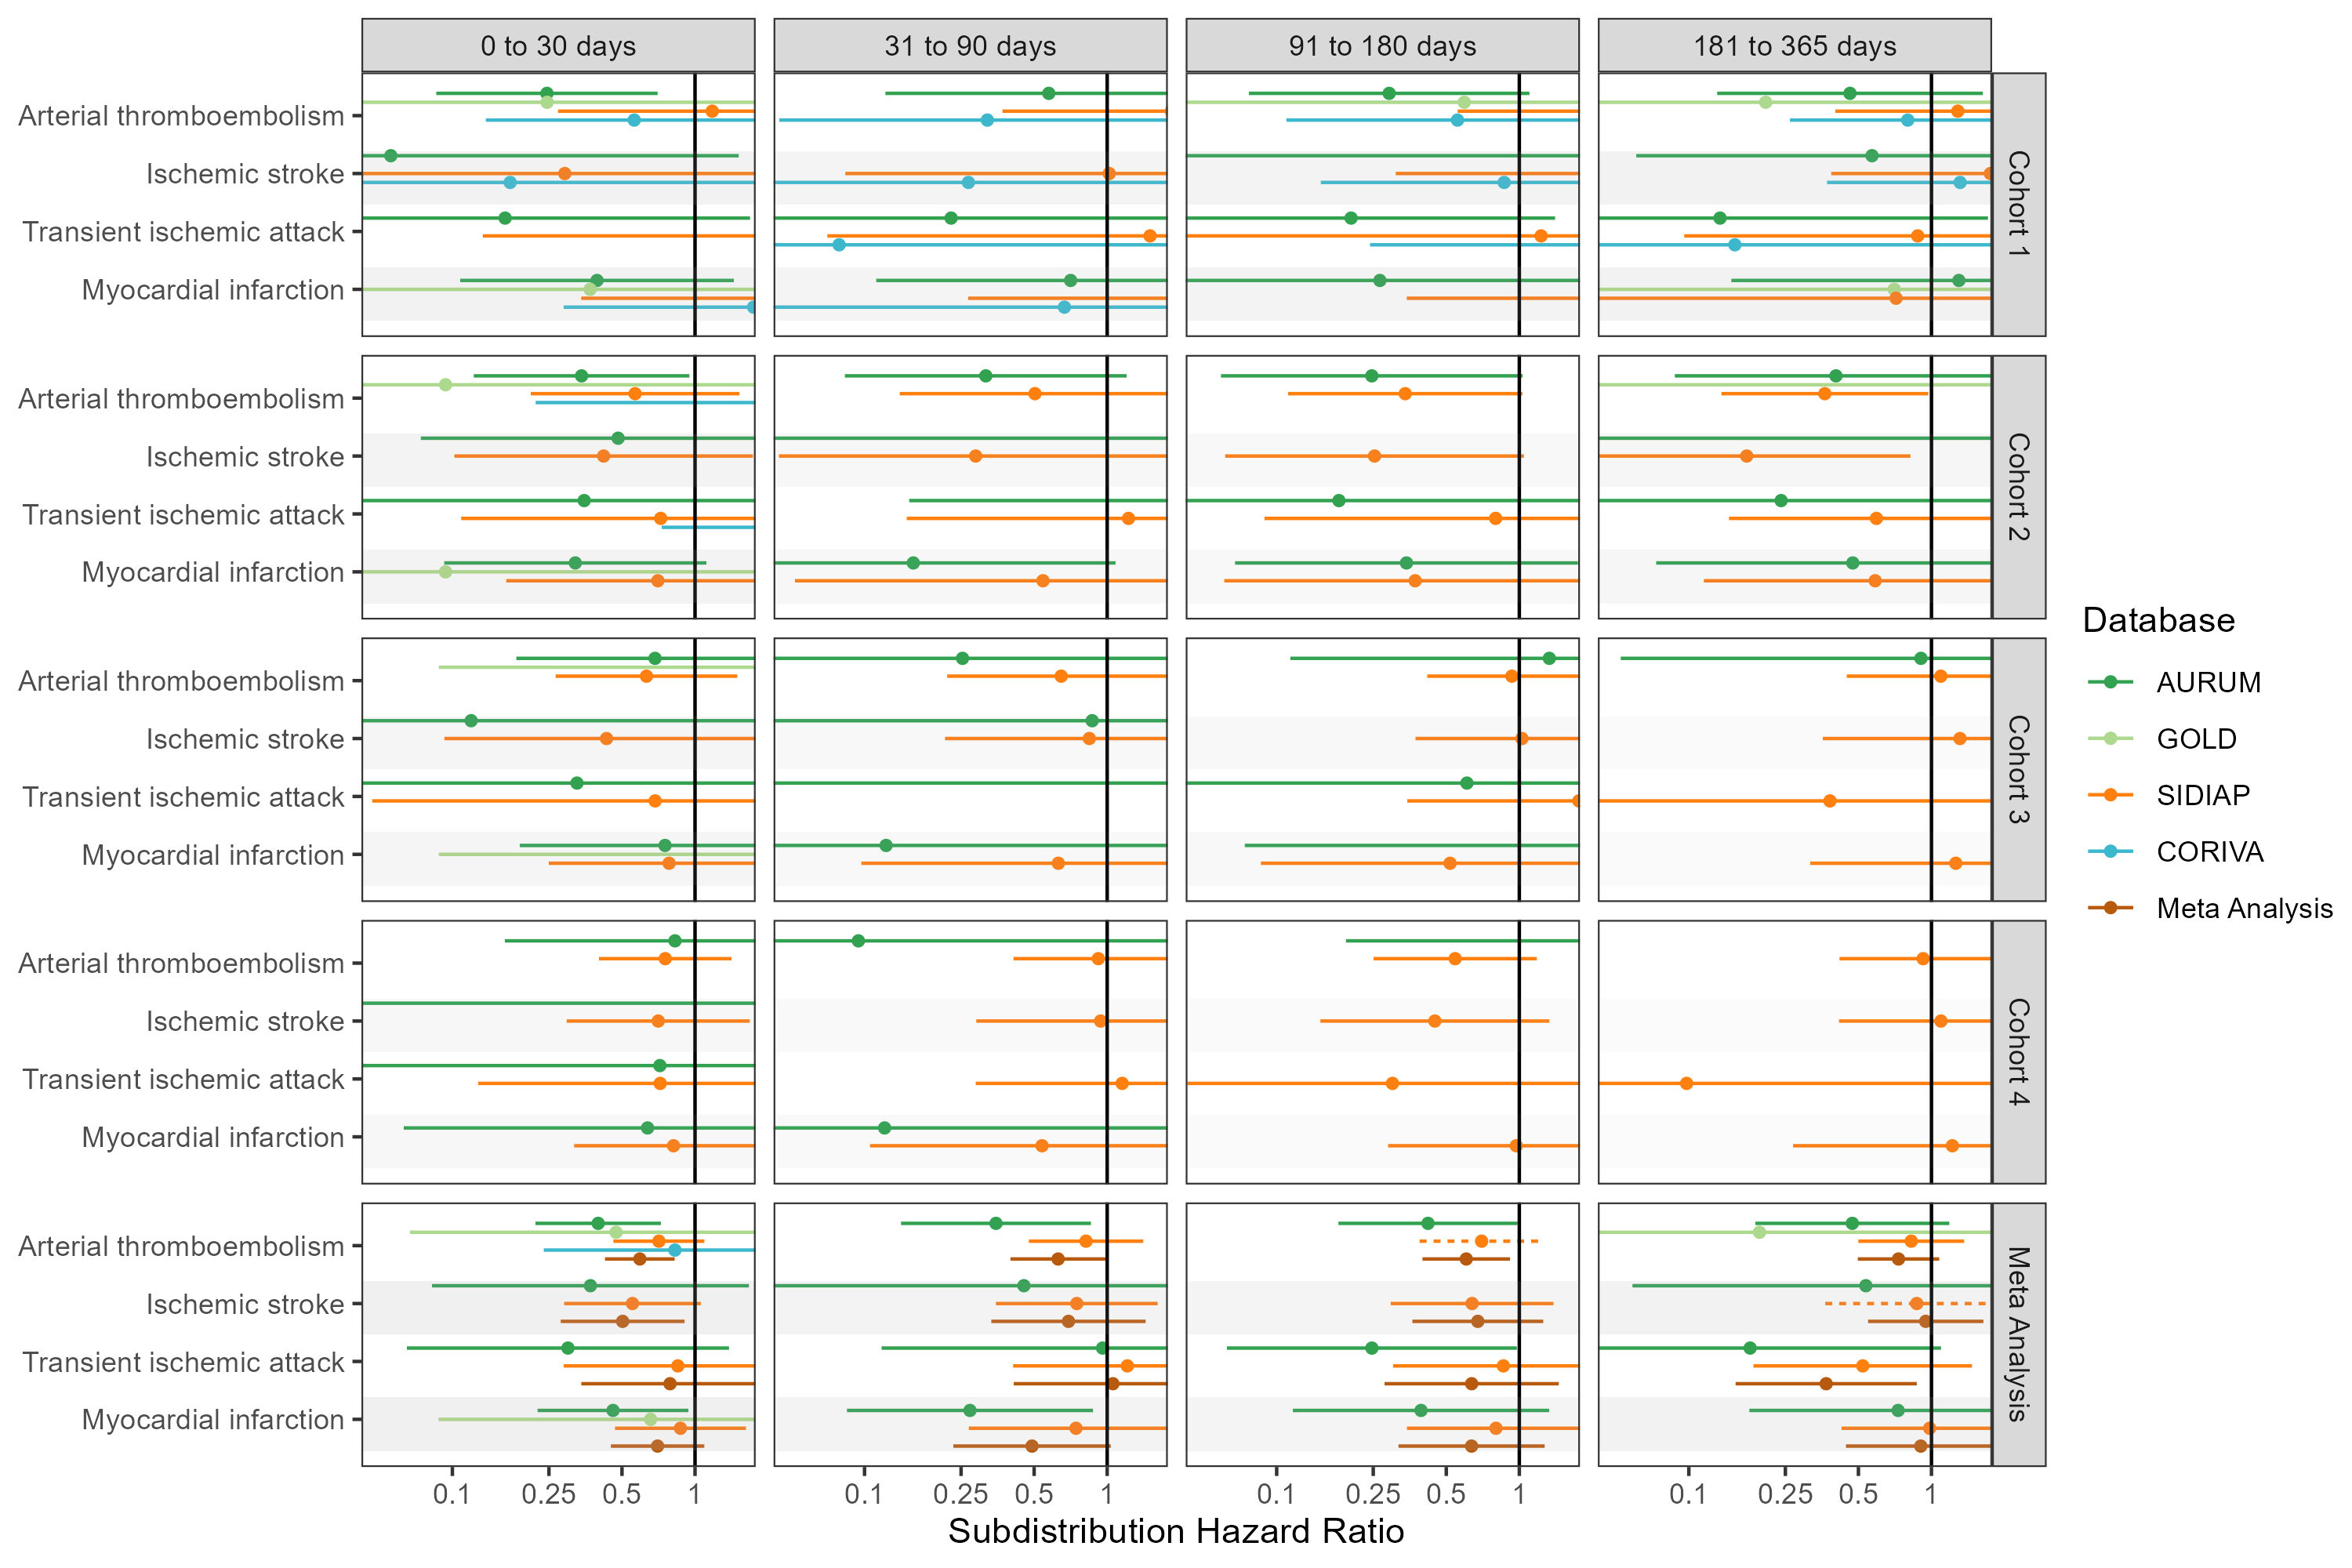 0 to 30 days
31 to 90 days
91 to 180 days
181 to 365 days
Arterial thromboembolism
Ischemic stroke
Transient ischemic attack
Myocardial infarction
Cohort 1
Arterial thromboembolism
Ischemic stroke
Transient ischemic attack
Myocardial infarction
Cohort 2
Arterial thromboembolism
Ischemic stroke
Transient ischemic attack
Myocardial infarction
Cohort 3
Arterial thromboembolism
Ischemic stroke
Transient ischemic attack
Myocardial infarction
Cohort 4
Arterial thromboembolism
Ischemic stroke
Transient ischemic attack
Myocardial infarction
Meta Analysis
0.1 0.25 0.5 1
0.1 0.25 0.5 1
0.1 0.25 0.5 1
0.1 0.25 0.5 1
Subdistribution Hazard Ratio
Database
AURUM
GOLD
SIDIAP
CORIVA
Meta Analysis